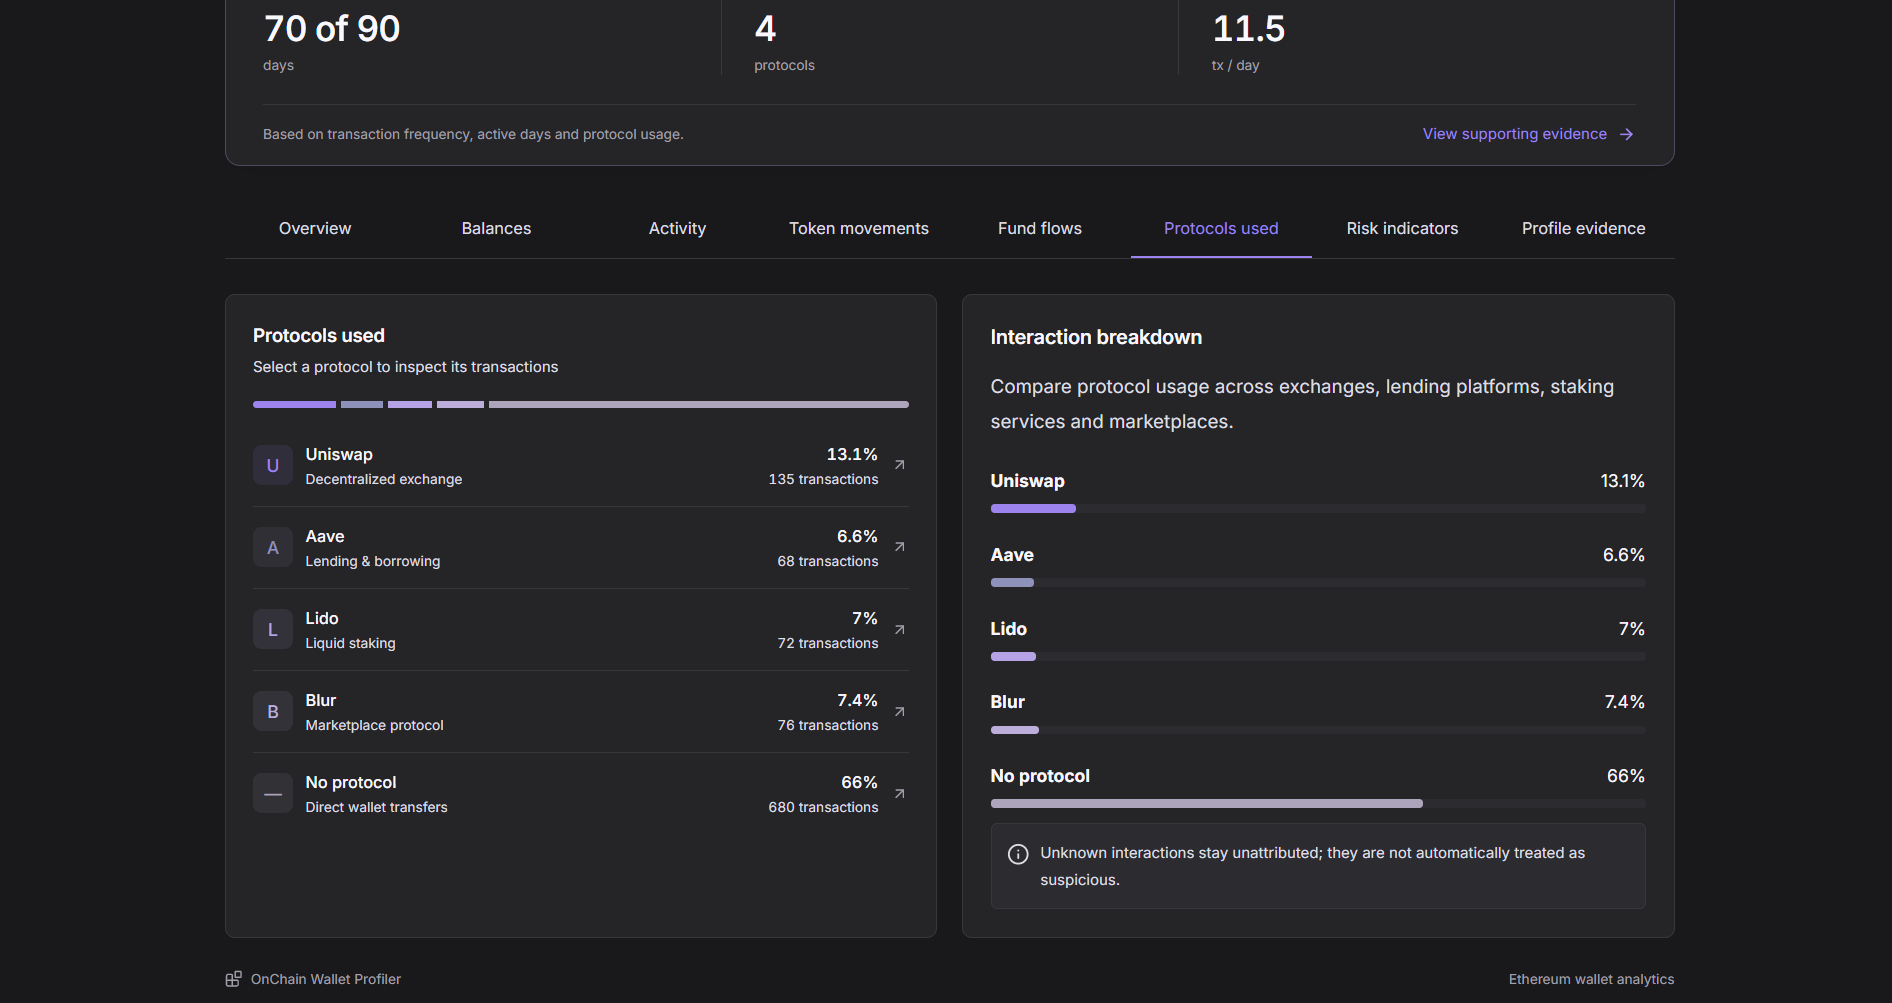 70 of 90
days
4
protocols
11.5
tx / day
Based on transaction frequency, active days and protocol usage.
View supporting evidence
Overview
Balances
Activity
Token movements
Fund flows
Protocols used
Risk indicators
Profile evidence
Protocols used
Select a protocol to inspect its transactions
U
Uniswap
13.1%
Decentralized exchange
135 transactions
A
Aave
6.6%
Lending & borrowing
68 transactions
L
Lido
7%
Liquid staking
72 transactions
B
Blur
7.4%
Marketplace protocol
76 transactions
—
No protocol
66%
Direct wallet transfers
680 transactions
Interaction breakdown
Compare protocol usage across exchanges, lending platforms, staking
services and marketplaces.
Uniswap
13.1%
Aave
6.6%
Lido
7%
Blur
7.4%
No protocol
66%
Unknown interactions stay unattributed; they are not automatically treated as
suspicious.
OnChain Wallet Profiler
Ethereum wallet analytics